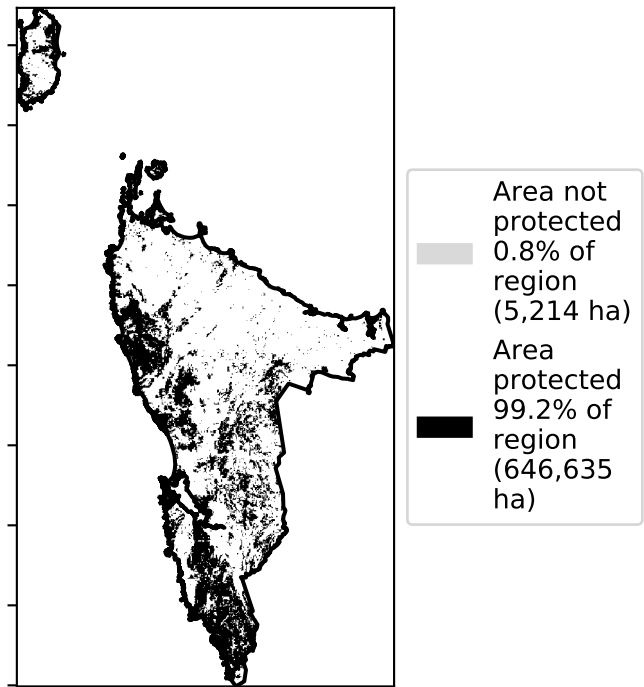 Area not
protected
0.8% of
region
(5,214 ha)
Area
protected
99.2% of
region
(646,635
ha)